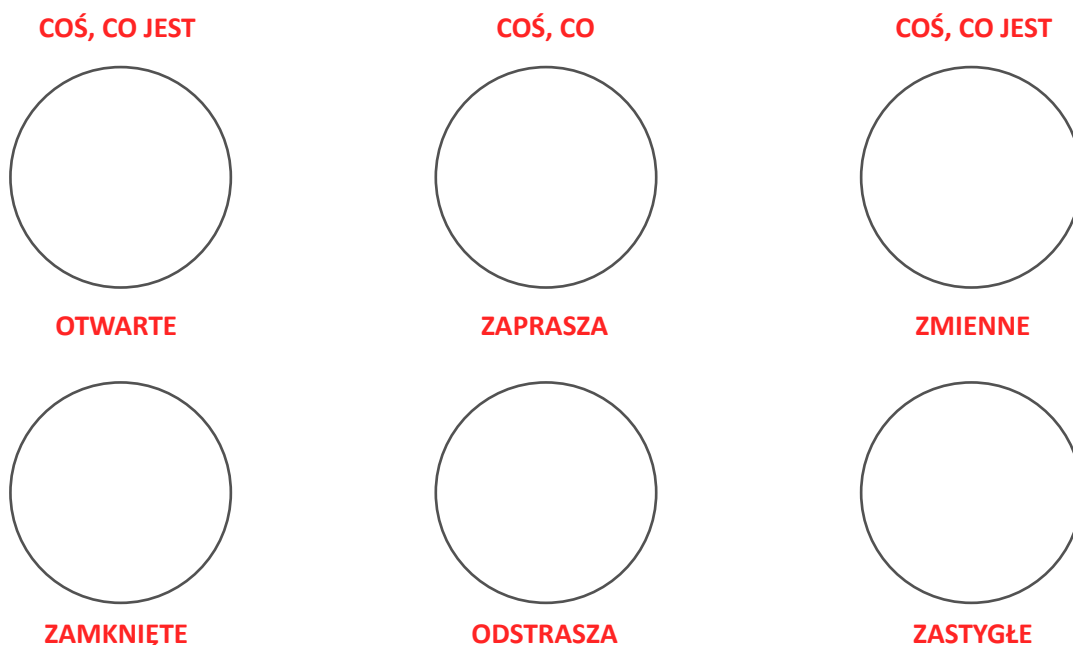 COŚ, CO JEST
COŚ, CO
COŚ, CO JEST
OTWARTE
ZAPRASZA
ZMIENNE
ZAMKNIĘTE
ODSTRASZA
ZASTYGŁE